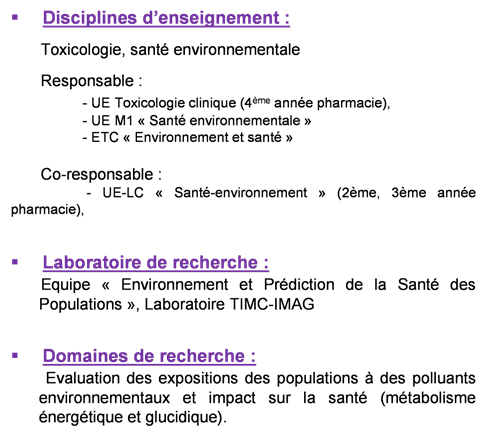 ▪ Disciplines d’enseignement :
Toxicologie, santé environnementale
Responsable :
- UE Toxicologie clinique (4ème année pharmacie),
- UE M1 « Santé environnementale »
- ETC « Environnement et santé »
Co-responsable :
- UE-LC « Santé-environnement » (2ème, 3ème année
pharmacie),
▪ Laboratoire de recherche :
Equipe « Environnement et Prédiction de la Santé des
Populations », Laboratoire TIMC-IMAG
▪ Domaines de recherche :
Evaluation des expositions des populations à des polluants
environnementaux et impact sur la santé (métabolisme
énergétique et glucidique).